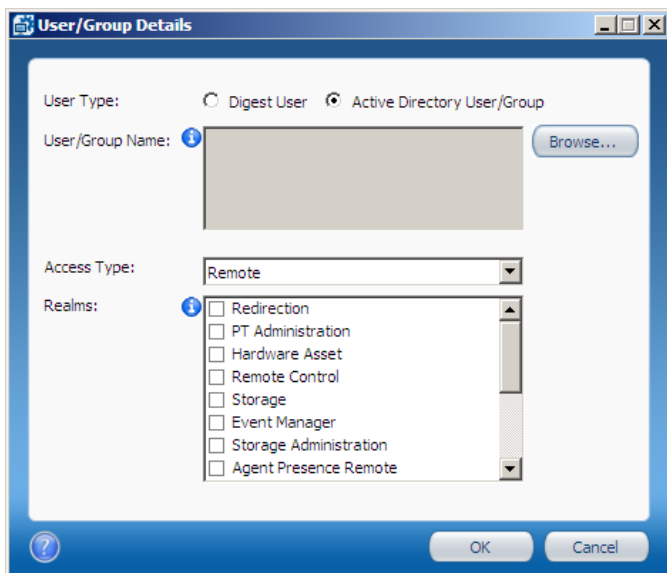 User/Group Details
User Type:
Digest User
Active Directory User/Group
User/Group Name:
Browse...
Access Type:
Remote
Realms:
Redirection
PT Administration
Hardware Asset
Remote Control
Storage
Event Manager
Storage Administration
Agent Presence Remote
OK
Cancel